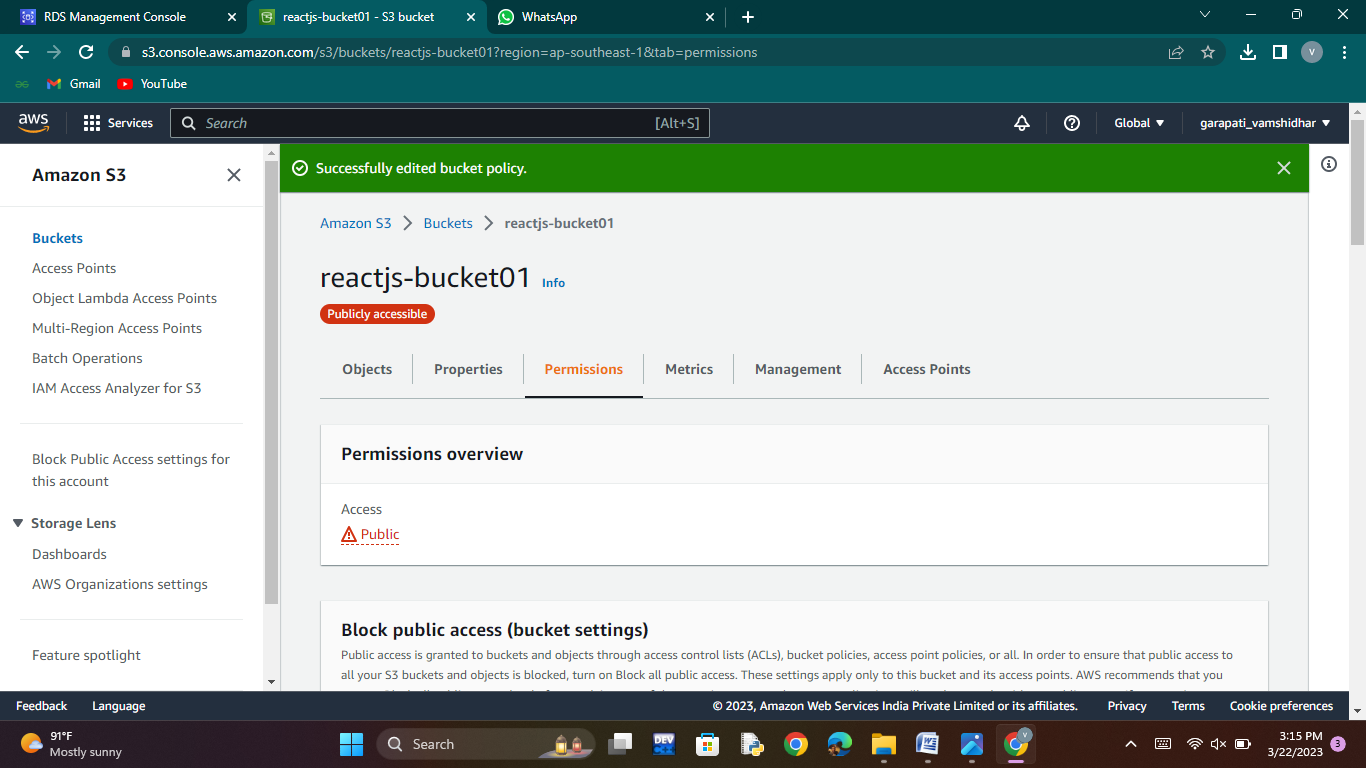 RDS Management Console
reactjs-bucket01 - S3 bucket
WhatsApp
s3.console.aws.amazon.com/s3/buckets/reactjs-bucket01?region=ap-southeast-1&tab=permissions
V
Gmail
YouTube
aws
Services
Search
[Alt+S]
Global
garapati_vamshidhar
Amazon S3
Buckets
Access Points
Object Lambda Access Points
Multi-Region Access Points
Batch Operations
IAM Access Analyzer for S3
Block Public Access settings for
this account
Storage Lens
Dashboards
AWS Organizations settings
Feature spotlight
Successfully edited bucket policy.
Amazon S3
Buckets
reactjs-bucket01
reactjs-bucket01
Info
Publicly accessible
Objects
Properties
Permissions
Metrics
Management
Access Points
Permissions overview
Access
Public
Block public access (bucket settings)
Public access is granted to buckets and objects through access control lists (ACLs), bucket policies, access point policies, or all. In order to ensure that public access to
all your S3 buckets and objects is blocked, turn on Block all public access. These settings apply only to this bucket and its access points. AWS recommends that you
Feedback
Language
© 2023, Amazon Web Services India Private Limited or its affiliates.
Privacy
Terms
Cookie preferences
91°F
Mostly sunny
Search
DEV
V
3:15 PM
3/22/2023
3